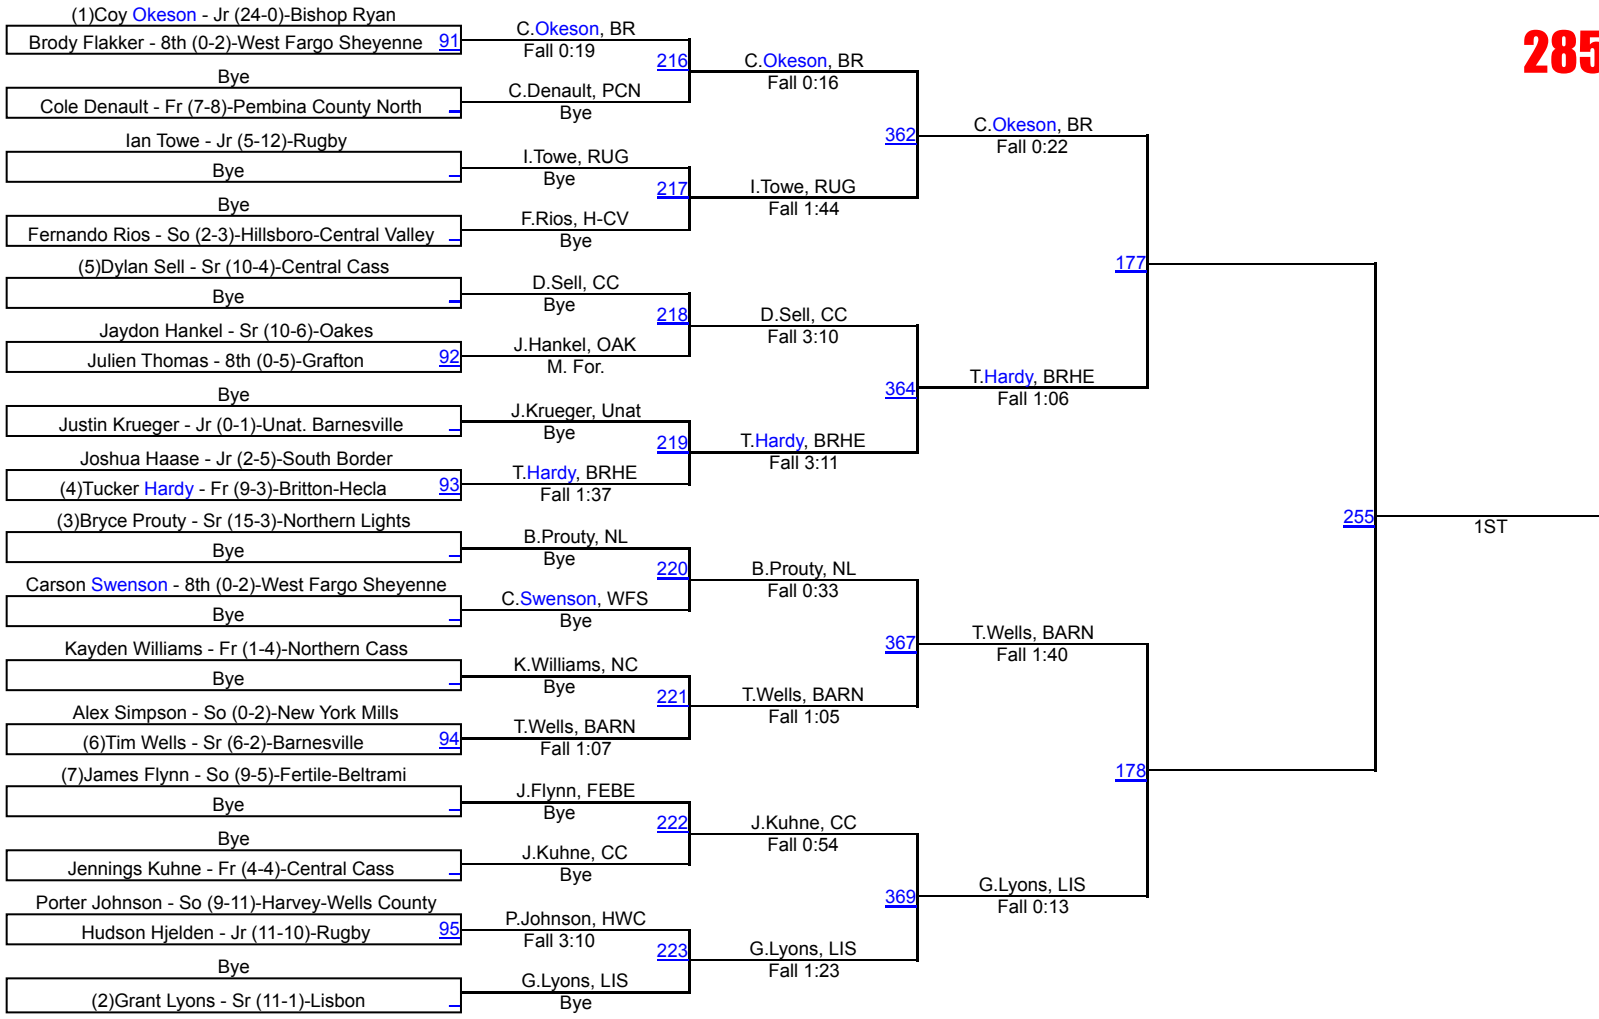 285
(1)Coy Okeson - Jr (24-0)-Bishop Ryan
Brody Flakker - 8th (0-2)-West Fargo Sheyenne 91
Bye
Cole Denault - Fr (7-8)-Pembina County North
Ian Towe - Jr (5-12)-Rugby
Bye
Bye
Fernando Rios - So (2-3)-Hillsboro-Central Valley
(5)Dylan Sell - Sr (10-4)-Central Cass
Bye
Jaydon Hankel - Sr (10-6)-Oakes
Julien Thomas - 8th (0-5)-Grafton 92
Bye
Justin Krueger - Jr (0-1)-Unat. Barnesville
Joshua Haase - Jr (2-5)-South Border
(4)Tucker Hardy - Fr (9-3)-Britton-Hecla 93
(3)Bryce Prouty - Sr (15-3)-Northern Lights
Bye
Carson Swenson - 8th (0-2)-West Fargo Sheyenne
Bye
Kayden Williams - Fr (1-4)-Northern Cass
Bye
Alex Simpson - So (0-2)-New York Mills
(6)Tim Wells - Sr (6-2)-Barnesville 94
(7)James Flynn - So (9-5)-Fertile-Beltrami
Bye
Bye
Jennings Kuhne - Fr (4-4)-Central Cass
Porter Johnson - So (9-11)-Harvey-Wells County
Hudson Hjelden - Jr (11-10)-Rugby 95
Bye
(2)Grant Lyons - Sr (11-1)-Lisbon
C.Okeson, BR
Fall 0:19
216
C.Denault, PCN
Bye
I.Towe, RUG
Bye
217
F.Rios, H-CV
Bye
D.Sell, CC
Bye
218
J.Hankel, OAK
M. For.
J.Krueger, Unat
Bye
219
T.Hardy, BRHE
Fall 1:37
B.Prouty, NL
Bye
220
C.Swenson, WFS
Bye
K.Williams, NC
Bye
221
T.Wells, BARN
Fall 1:07
J.Flynn, FEBE
Bye
222
J.Kuhne, CC
Bye
P.Johnson, HWC
Fall 3:10
223
G.Lyons, LIS
Bye
C.Okeson, BR
Fall 0:16
362
I.Towe, RUG
Fall 1:44
D.Sell, CC
Fall 3:10
364
T.Hardy, BRHE
Fall 3:11
B.Prouty, NL
Fall 0:33
367
T.Wells, BARN
Fall 1:05
J.Kuhne, CC
Fall 0:54
369
G.Lyons, LIS
Fall 1:23
C.Okeson, BR
Fall 0:22
177
T.Hardy, BRHE
Fall 1:06
T.Wells, BARN
Fall 1:40
178
G.Lyons, LIS
Fall 0:13
255
1ST